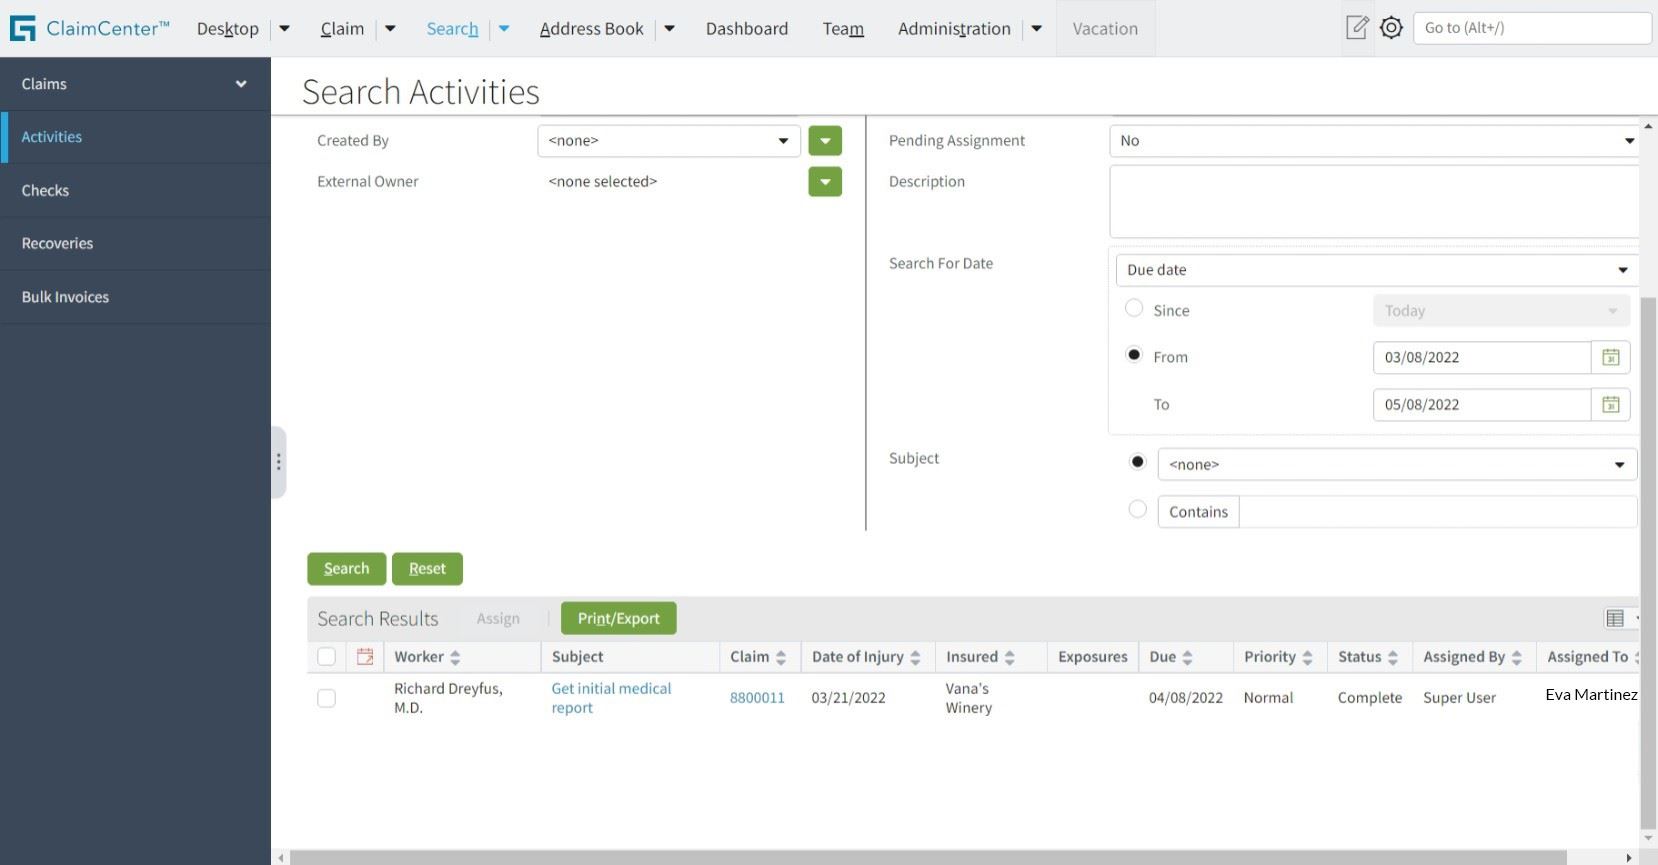 ClaimCenter™ Desktop Claim Search Address Book Dashboard Team Administration Vacation Go to (Alt+/)
Claims
Activities
Checks
Recoveries
Bulk Invoices
Search Activities
Created By <none>
External Owner <none selected>
Pending Assignment No
Description
Search For Date Due date
Since Today
From 03/08/2022
To 05/08/2022
Subject <none>
Contains
Search Reset
Search Results Assign Print/Export
Worker Subject Claim Date of Injury Insured Exposures Due Priority Status Assigned By Assigned To
Richard Dreyfus, M.D. Get initial medical report 8800011 03/21/2022 Vana's Winery 04/08/2022 Normal Complete Super User Eva Martinez